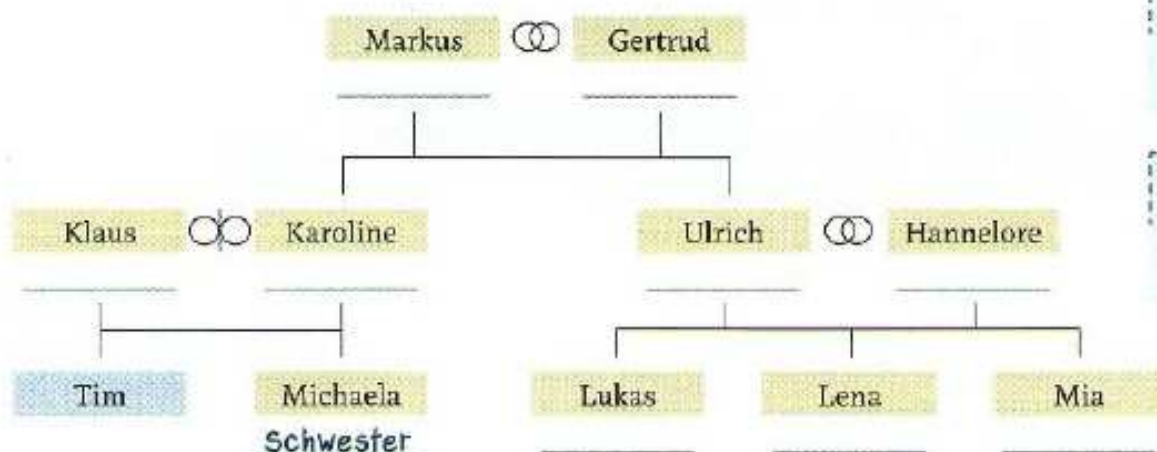 Markus Gertrud
Klaus Karoline Ulrich Hannelore
Tim Michaela Lukas Lena Mia
Schwester